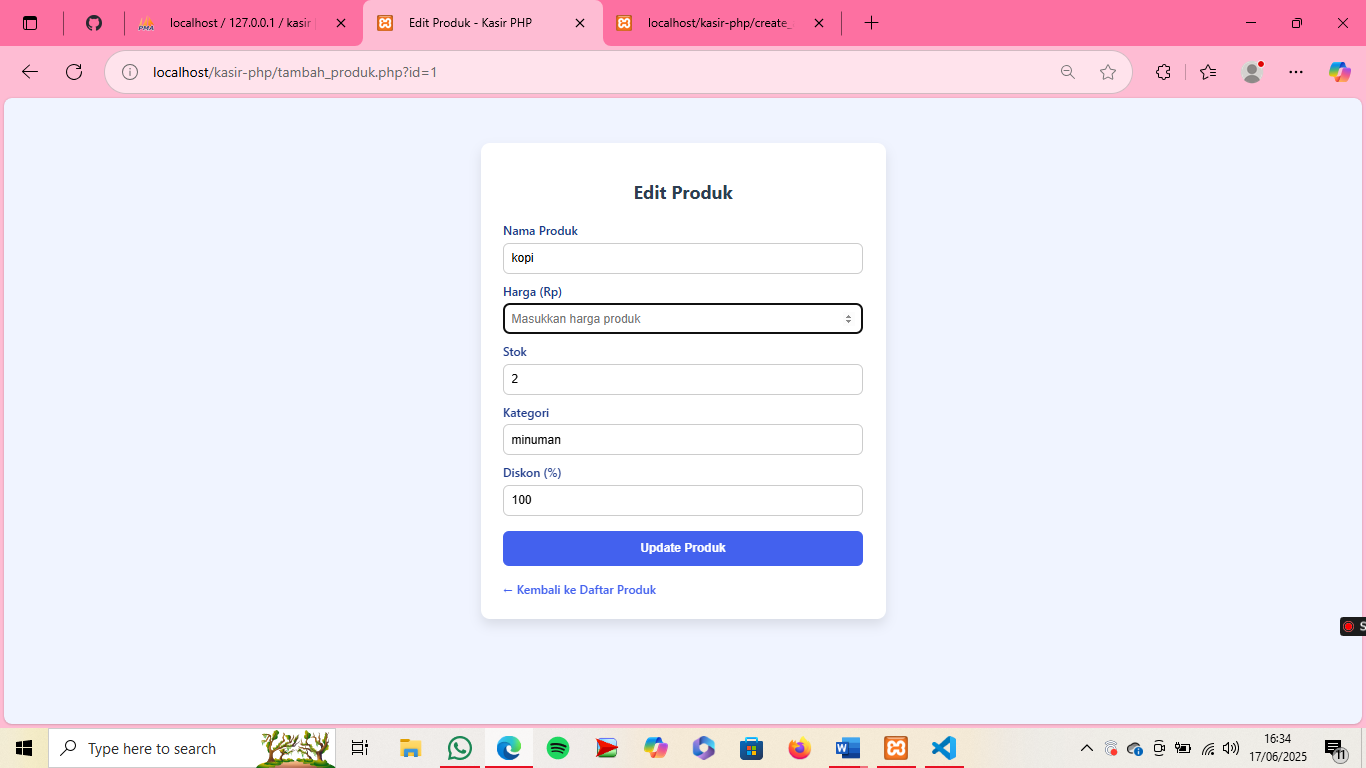 localhost / 127.0.0.1 / kasir
Edit Produk - Kasir PHP
localhost/kasir-php/create_
localhost/kasir-php/tambah_produk.php?id=1
Edit Produk
Nama Produk
kopi
Harga (Rp)
Masukkan harga produk
Stok
2
Kategori
minuman
Diskon (%)
100
Update Produk
← Kembali ke Daftar Produk
S
Type here to search
16:34
17/06/2025
11